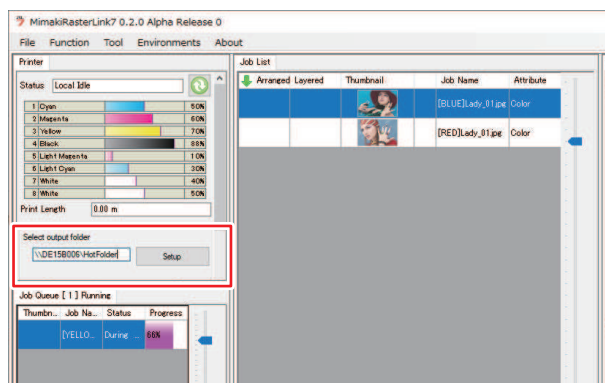 MimakiRasterLink7 0.2.0 Alpha Release 0
File Function Tool Environments About
Printer
Status Local Idle
1 Cyan 50%
2 Magenta 60%
3 Yellow 70%
4 Black 88%
5 Light Magenta 10%
6 Light Cyan 30%
7 White 40%
8 White 50%
Print Length 0.00 m
Select output folder
\\DE15B006\HotFolder Setup
Job Queue [ 1 ] Running
Thumbn... Job Na... Status Progress
[YELLO... During ... 66%
Job List
Arranged Layered Thumbnail Job Name Attribute
[BLUE]Lady_01.jpg Color
[RED]Lady_01.jpg Color